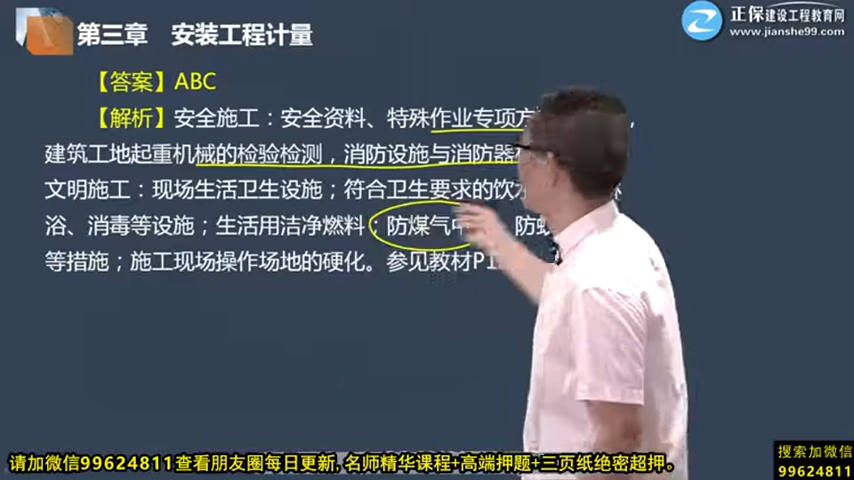 第三章 安装工程计量
正保建设工程教育网
www.jianshe99.com
【答案】ABC
【解析】安全施工：安全资料、特殊作业专项方
建筑工地起重机械的检验检测，消防设施与消防器
文明施工：现场生活卫生设施；符合卫生要求的饮
浴、消毒等设施；生活用洁净燃料；防煤气中 防
等措施；施工现场操作场地的硬化。参见教材P1
请加微信99624811查看朋友圈每日更新,名师精华课程+高端押题+三页纸绝密超押。
搜索加微信
99624811